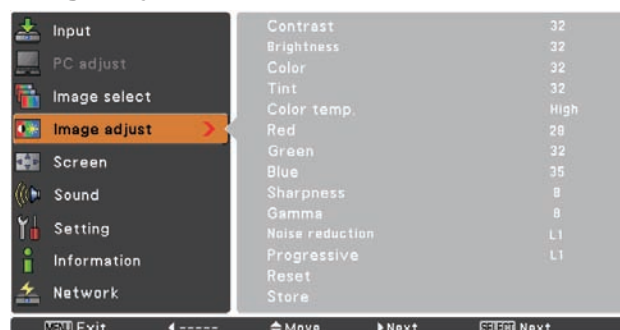 Input
PC adjust
Image select
Image adjust
Screen
Sound
Setting
Information
Network
Contrast 32
Brightness 32
Color 32
Tint 32
Color temp. High
Red 28
Green 32
Blue 35
Sharpness 8
Gamma 8
Noise reduction L1
Progressive L1
Reset
Store
MENU Exit ----- Move Next SELECT Next